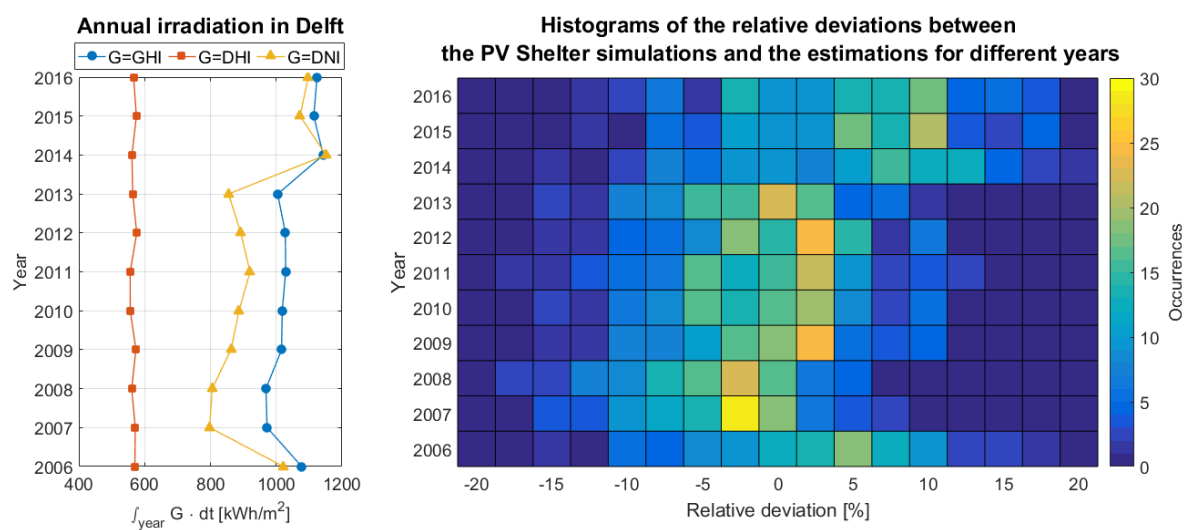 Annual irradiation in Delft
G=GHI G=DHI G=DNI
2016
2015
2014
2013
2012
2011
2010
2009
2008
2007
2006
Year
400 600 800 1000 1200
∫year G · dt [kWh/m²]
Histograms of the relative deviations between
the PV Shelter simulations and the estimations for different years
2016
2015
2014
2013
2012
2011
2010
2009
2008
2007
2006
Year
-20 -15 -10 -5 0 5 10 15 20
Relative deviation [%]
30
25
20
15
10
5
0
Occurrences